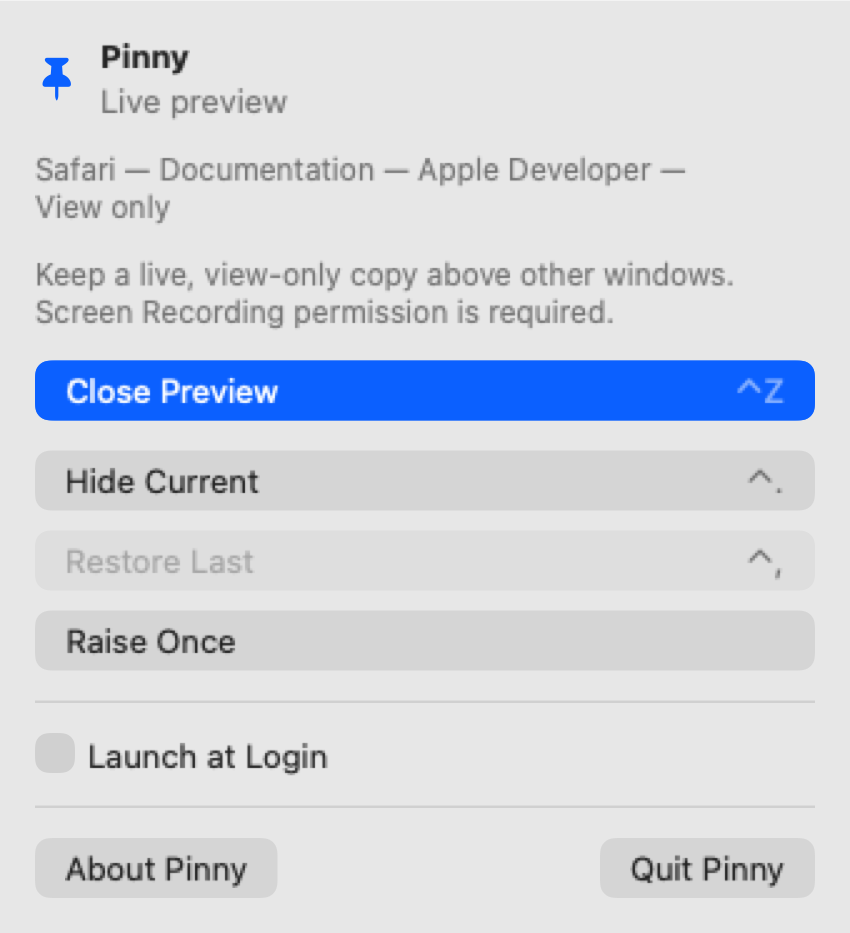 Pinny
Live preview
Safari — Documentation — Apple Developer —
View only
Keep a live, view-only copy above other windows.
Screen Recording permission is required.
Close Preview ^Z
Hide Current ^.
Restore Last ^,
Raise Once
Launch at Login
About Pinny Quit Pinny